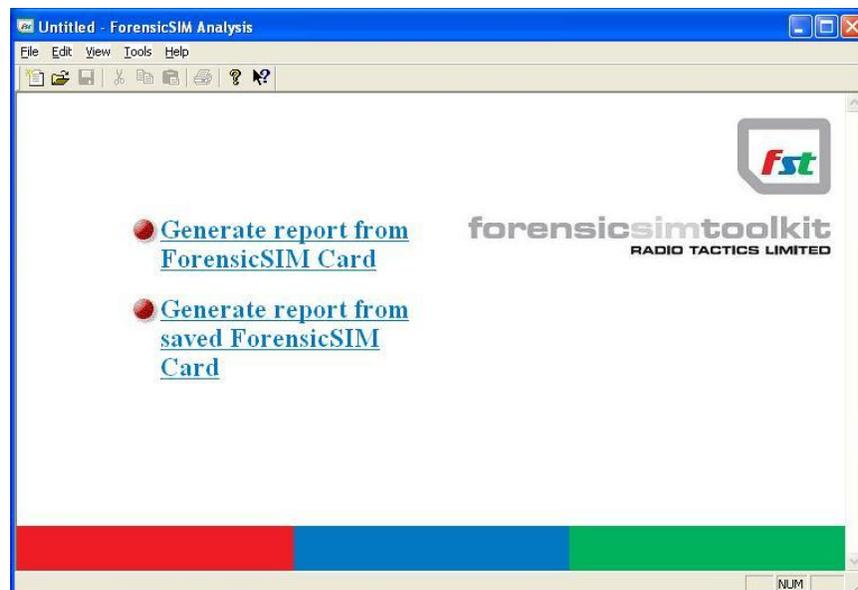 Untitled - ForensicSIM Analysis
File Edit View Tools Help
fst
forensicsimtoolkit
RADIO TACTICS LIMITED
Generate report from
ForensicSIM Card
Generate report from
saved ForensicSIM
Card
NUM